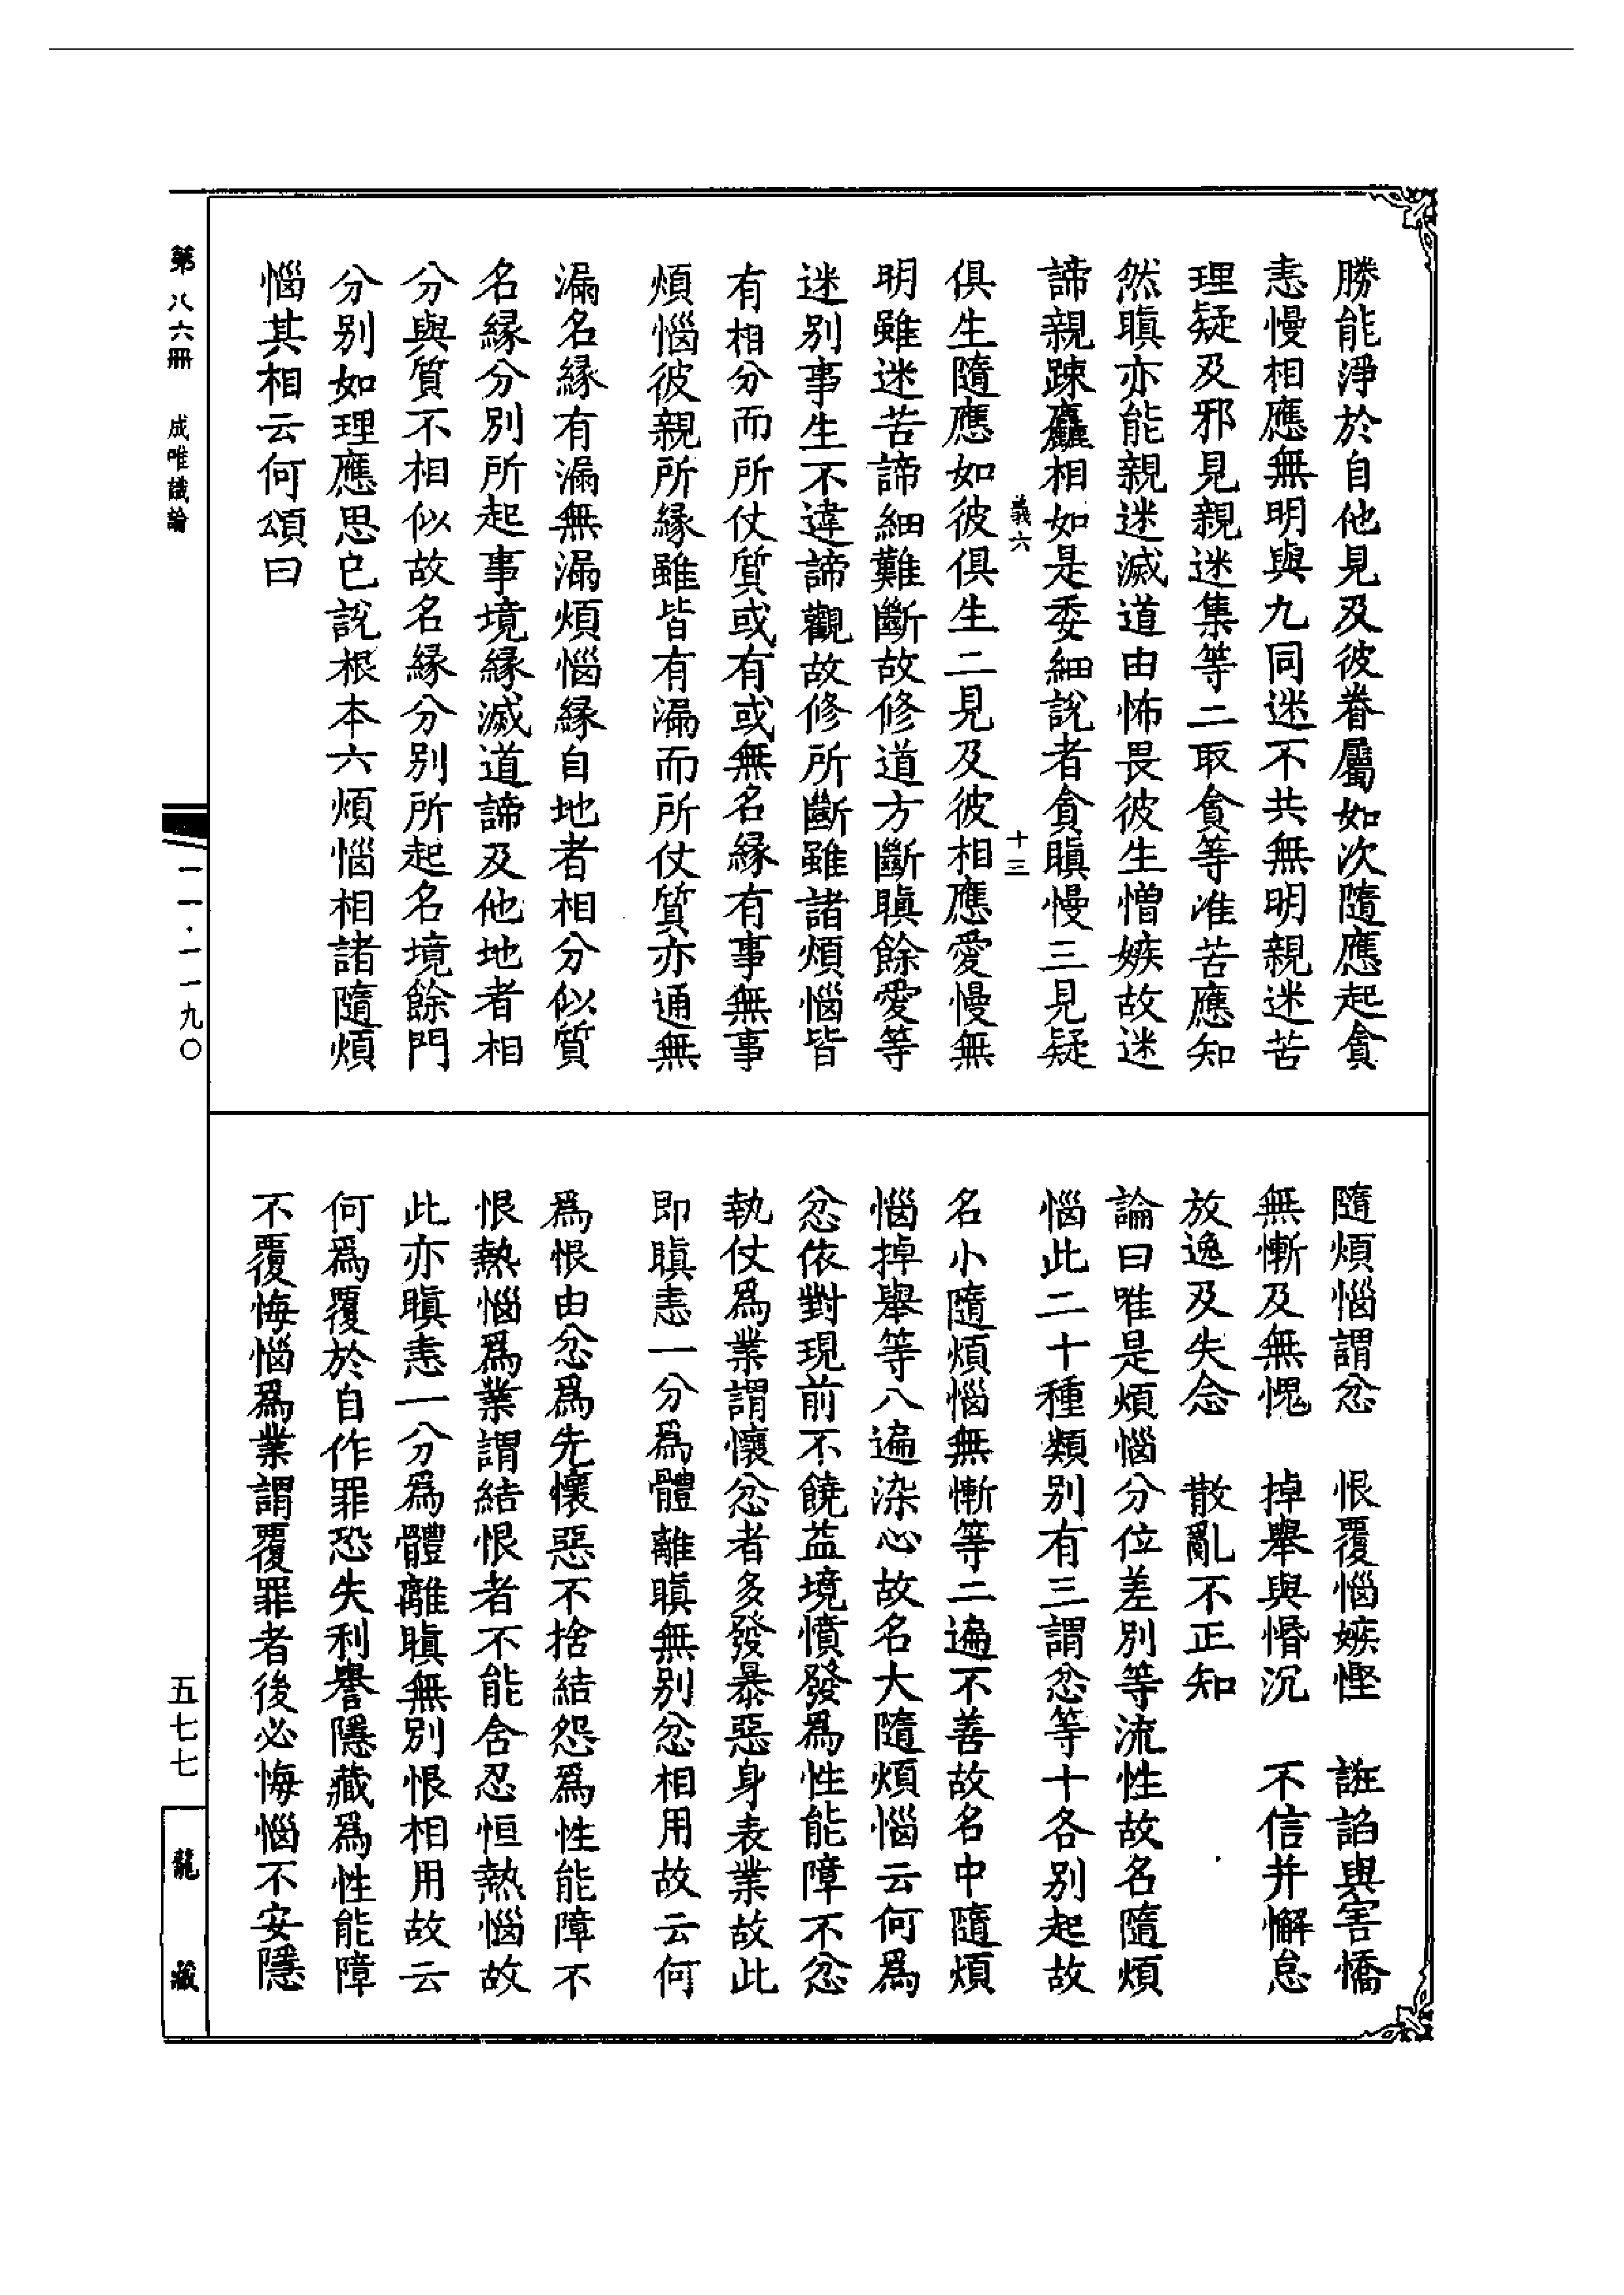 勝能淨於自他見及彼眷屬如次隨應起貪
恚慢相應無明與九同迷不共無明親迷苦
理疑及邪見親迷集等二取貪等准苦應知
然瞋亦能親迷滅道由怖畏彼生憎嫉故迷
諦親踈麤相如是委細說者貪瞋慢三見疑
義六 十三
俱生隨應如彼俱生二見及彼相應愛慢無
明雖迷苦諦細難斷故修道方斷瞋餘愛等
迷別事生不違諦觀故修所斷雖諸煩惱皆
有相分而所仗質或有或無名緣有事無事
煩惱彼親所緣雖皆有漏而所仗質亦通無
漏名緣有漏無漏煩惱緣自地者相分似質
名緣分別所起事境緣滅道諦及他地者相
分與質不相似故名緣分別所起名境餘門
分別如理應思已說根本六煩惱相諸隨煩
惱其相云何頌曰
隨煩惱謂忿 恨覆惱嫉慳 誑諂與害憍
無慚及無愧 掉舉與惛沉 不信并懈怠
放逸及失念 散亂不正知
論曰唯是煩惱分位差別等流性故名隨煩
惱此二十種類別有三謂忿等十各別起故
名小隨煩惱無慚等二遍不善故名中隨煩
惱掉舉等八遍染心故名大隨煩惱云何為
忿依對現前不饒益境憤發為性能障不忿
執仗為業謂懷忿者多發暴惡身表業故此
即瞋恚一分為體離瞋無別忿相用故云何
為恨由忿為先懷惡不捨結怨為性能障不
恨熱惱為業謂結恨者不能含忍恒熱惱故
此亦瞋恚一分為體離瞋無別恨相用故云
何為覆於自作罪恐失利譽隱藏為性能障
不覆悔惱為業謂覆罪者後必悔惱不安隱
第八六冊 成唯識論
一一·一一九〇
五七七
龍藏